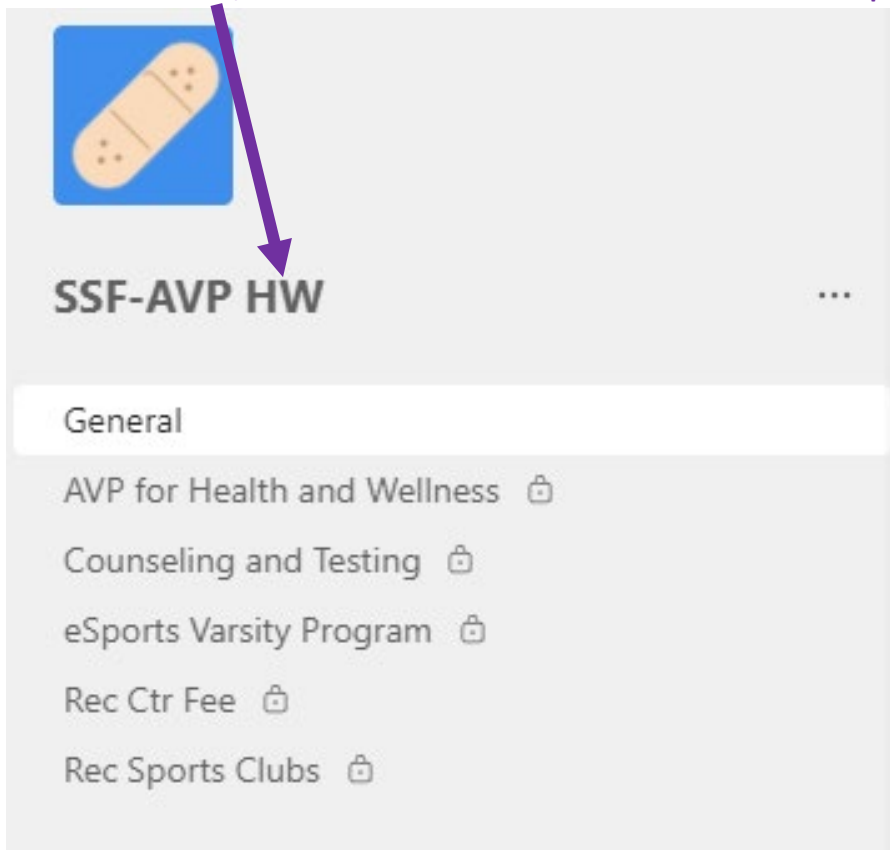 SSF-AVP HW
General
AVP for Health and Wellness
Counseling and Testing
eSports Varsity Program
Rec Ctr Fee
Rec Sports Clubs